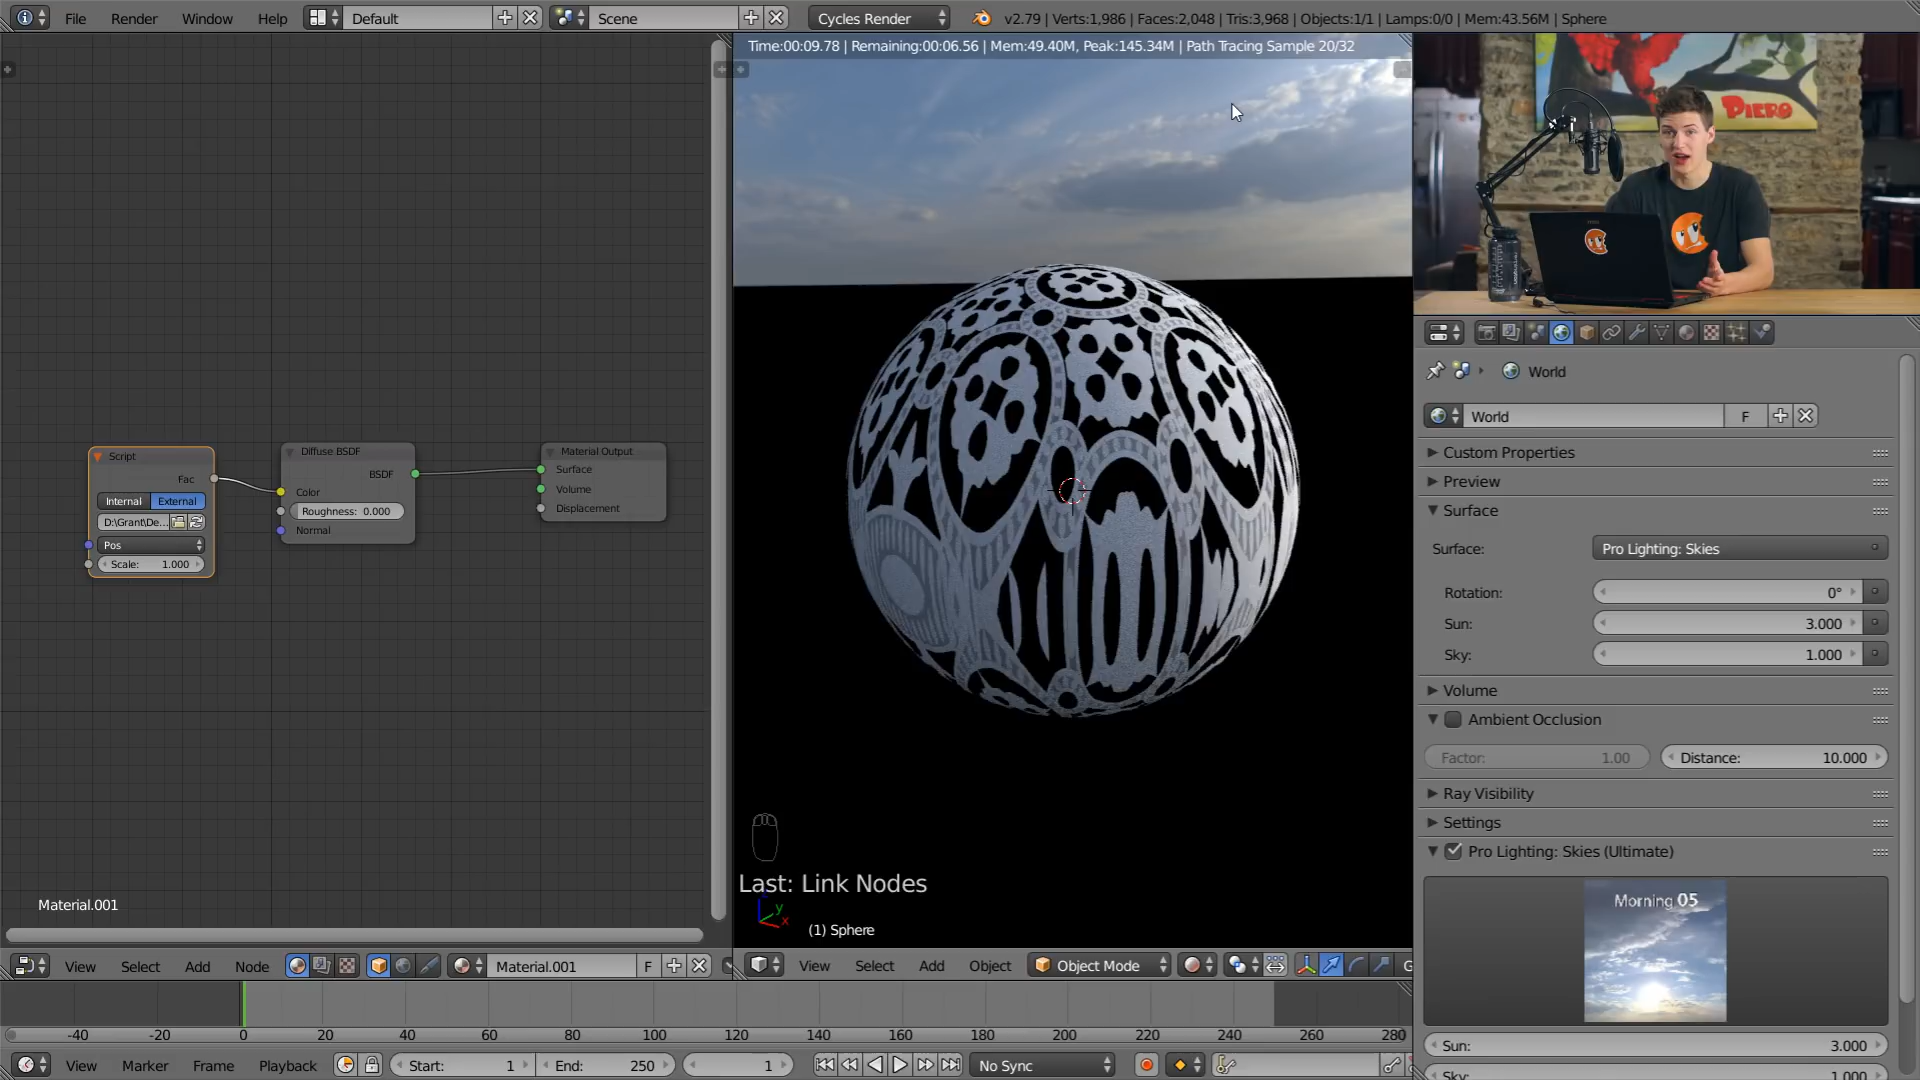 File Render Window Help Default Scene Cycles Render v2.79 | Verts:1,986 | Faces:2,048 | Tris:3,968 | Objects:1/1 | Lamps:0/0 | Mem:43.56M | Sphere
Time:00:09.78 | Remaining:00:06.56 | Mem:49.40M, Peak:145.34M | Path Tracing Sample 20/32
PIERO
World
World F
Custom Properties
Preview
Surface
Surface: Pro Lighting: Skies
Rotation: 0°
Sun: 3.000
Sky: 1.000
Volume
Ambient Occlusion
Factor: 1.00 Distance: 10.000
Ray Visibility
Settings
Pro Lighting: Skies (Ultimate)
Morning 05
Sun: 3.000
Sky: 1.000
Script
Fac
Internal External
D:\Grant\De...
Pos
Scale: 1.000
Diffuse BSDF
BSDF
Color
Roughness: 0.000
Normal
Material Output
Surface
Volume
Displacement
Material.001
Last: Link Nodes
y
x
(1) Sphere
View Select Add Node Material.001 F
View Select Add Object Object Mode G
-40 -20 0 20 40 60 80 100 120 140 160 180 200 220 240 260 280
View Marker Frame Playback Start: 1 End: 250 1 No Sync